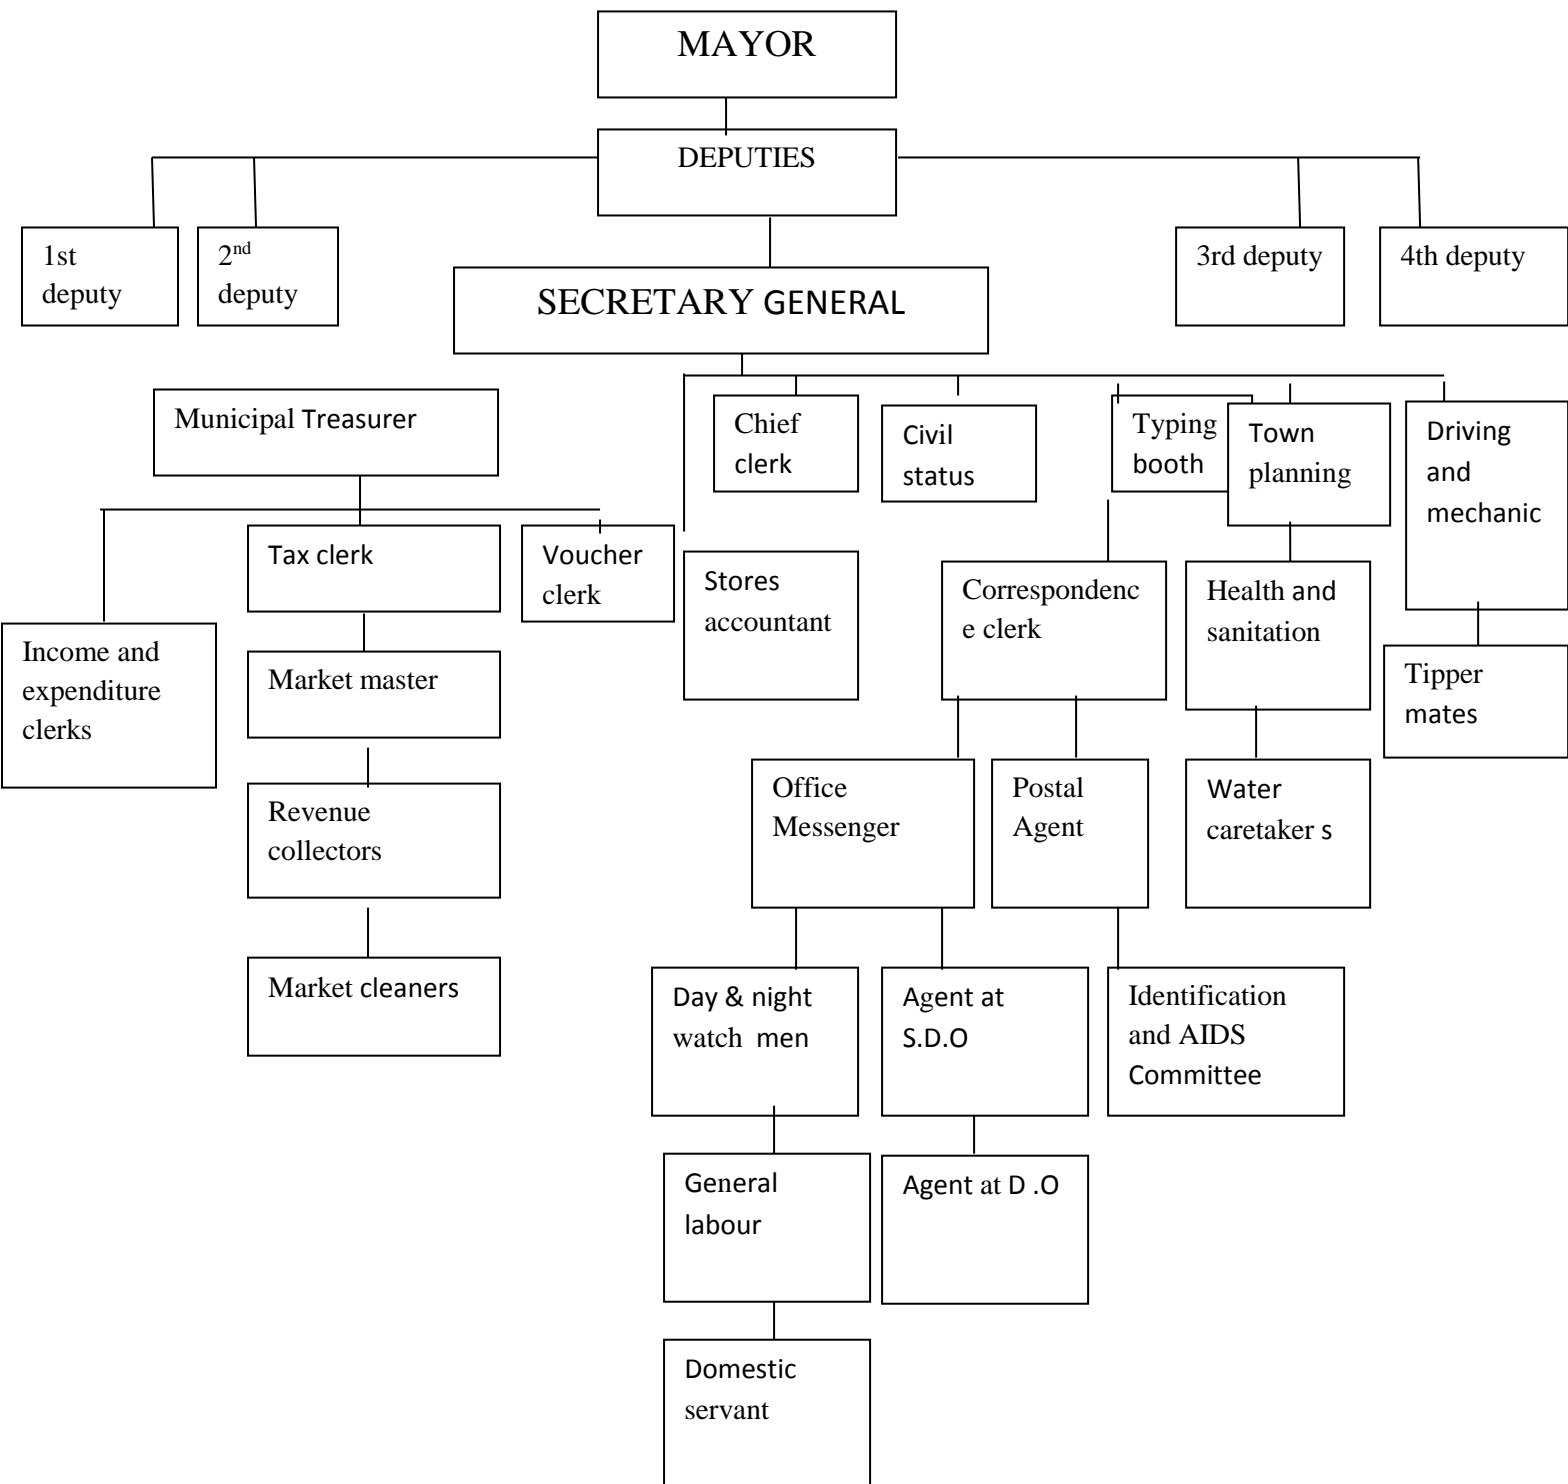 MAYOR
DEPUTIES
1st
deputy
2nd
deputy
3rd deputy
4th deputy
SECRETARY GENERAL
Municipal Treasurer
Chief
clerk
Civil
status
Typing
booth
Town
planning
Driving
and
mechanic
Tax clerk
Voucher
clerk
Stores
accountant
Correspondenc
e clerk
Health and
sanitation
Income and
expenditure
clerks
Market master
Tipper
mates
Revenue
collectors
Office
Messenger
Postal
Agent
Water
caretaker s
Market cleaners
Day & night
watch men
Agent at
S.D.O
Identification
and AIDS
Committee
General
labour
Agent at D .O
Domestic
servant